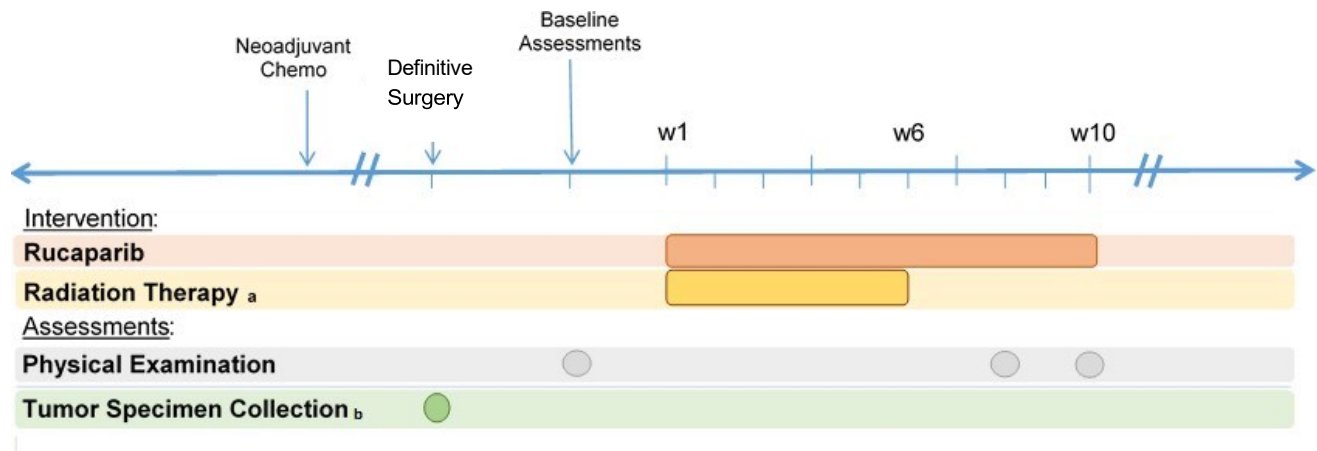 Baseline
Assessments
Neoadjuvant
Chemo
Definitive
Surgery
w1
w6
w10
Intervention:
Rucaparib
Radiation Therapy a
Assessments:
Physical Examination
Tumor Specimen Collection b